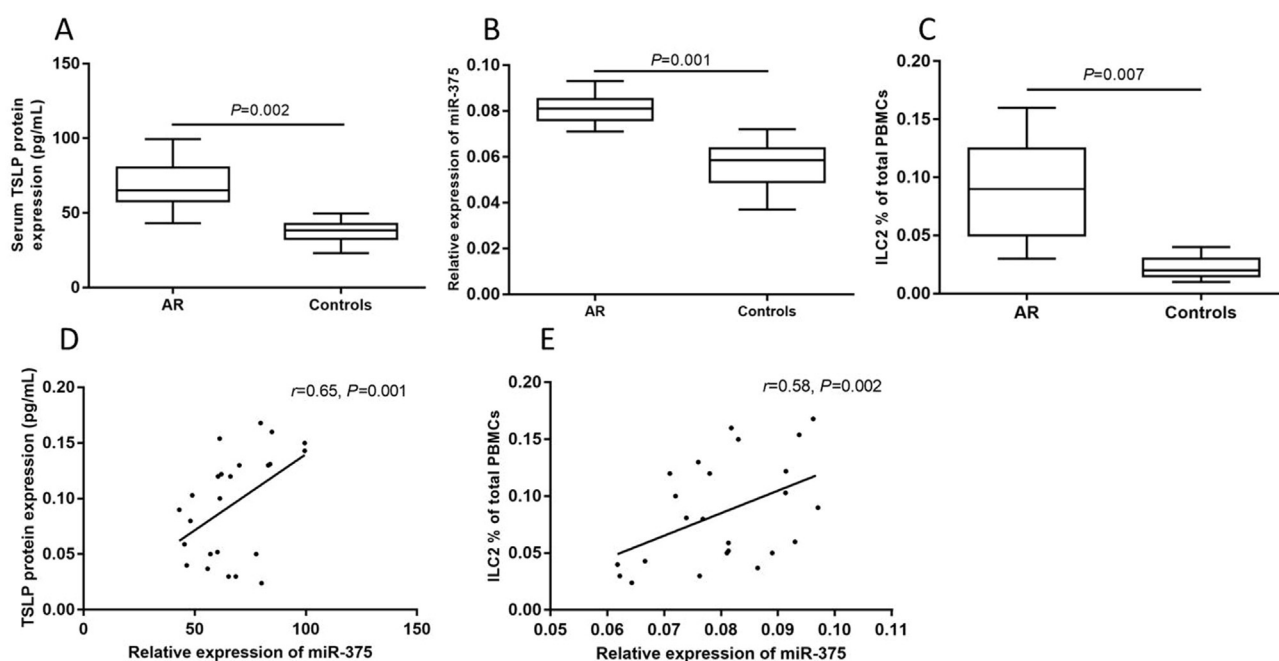 A
Serum TSLP protein
expression (pg/mL)
150
100
50
0
P=0.002
AR
Controls
B
Relative expression of miR-375
0.10
0.08
0.06
0.04
0.02
0.00
P=0.001
AR
Controls
C
ILC2 % of total PBMCs
0.20
0.15
0.10
0.05
0.00
P=0.007
AR
Controls
D
TSLP protein expression (pg/mL)
0.20
0.15
0.10
0.05
0.00
r=0.65, P=0.001
0
50
100
150
Relative expression of miR-375
E
ILC2 % of total PBMCs
0.20
0.15
0.10
0.05
0.00
r=0.58, P=0.002
0.05
0.06
0.07
0.08
0.09
0.10
0.11
Relative expression of miR-375